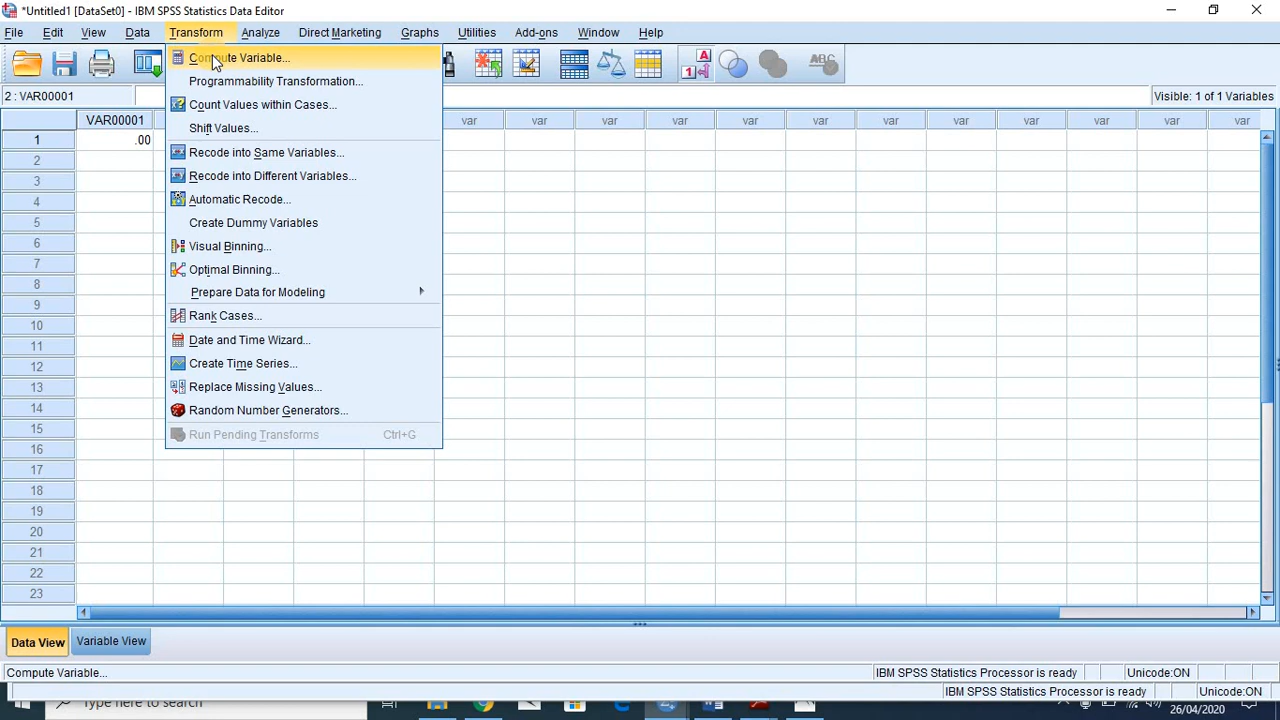 *Untitled1 [DataSet0] - IBM SPSS Statistics Data Editor
File Edit View Data Transform Analyze Direct Marketing Graphs Utilities Add-ons Window Help
Compute Variable...
Programmability Transformation...
Count Values within Cases...
Shift Values...
Recode into Same Variables...
Recode into Different Variables...
Automatic Recode...
Create Dummy Variables
Visual Binning...
Optimal Binning...
Prepare Data for Modeling
Rank Cases...
Date and Time Wizard...
Create Time Series...
Replace Missing Values...
Random Number Generators...
Run Pending Transforms Ctrl+G
A
1
ABC
2 : VAR00001
Visible: 1 of 1 Variables
VAR00001 var var var var var var var var var var var var
1 .00
2
3
4
5
6
7
8
9
10
11
12
13
14
15
16
17
18
19
20
21
22
23
Data View Variable View
Compute Variable... IBM SPSS Statistics Processor is ready Unicode:ON
IBM SPSS Statistics Processor is ready Unicode:ON
Type here to search
26/04/2020